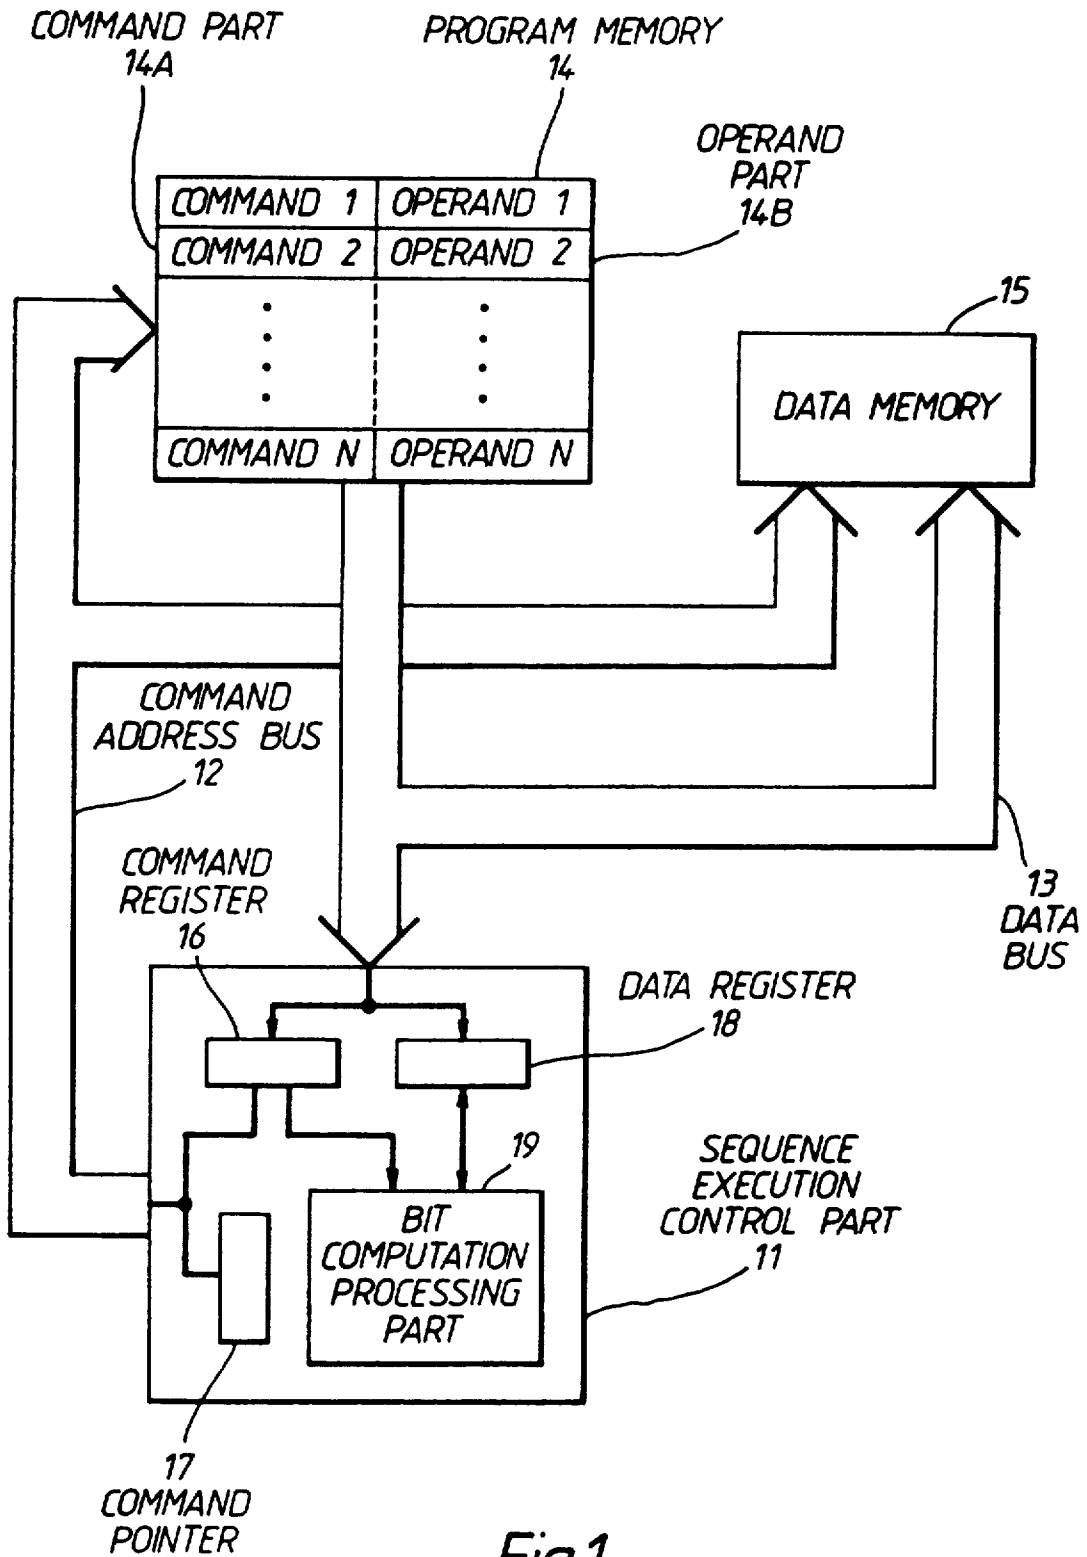 COMMAND PART
14A
PROGRAM MEMORY
14
OPERAND
PART
14B
COMMAND 1 OPERAND 1
COMMAND 2 OPERAND 2
COMMAND N OPERAND N
15
DATA MEMORY
COMMAND
ADDRESS BUS
12
COMMAND
REGISTER
16
13
DATA
BUS
DATA REGISTER
18
19
BIT
COMPUTATION
PROCESSING
PART
SEQUENCE
EXECUTION
CONTROL PART
11
17
COMMAND
POINTER
Fig.1